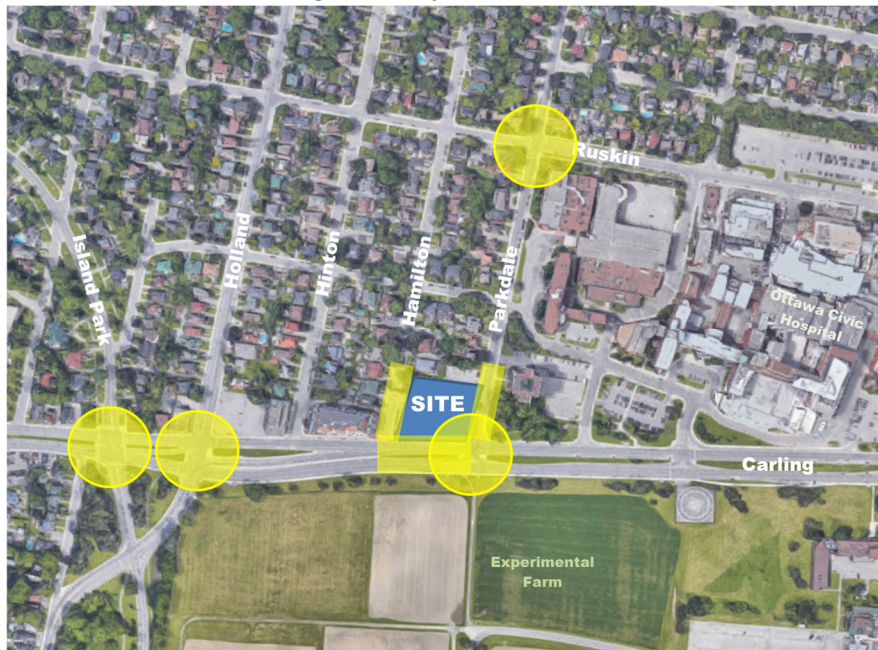 Ruskin
Island Park
Holland
Hinton
Hamilton
Parkdale
Ottawa Civic
Hospital
SITE
Carling
Experimental
Farm